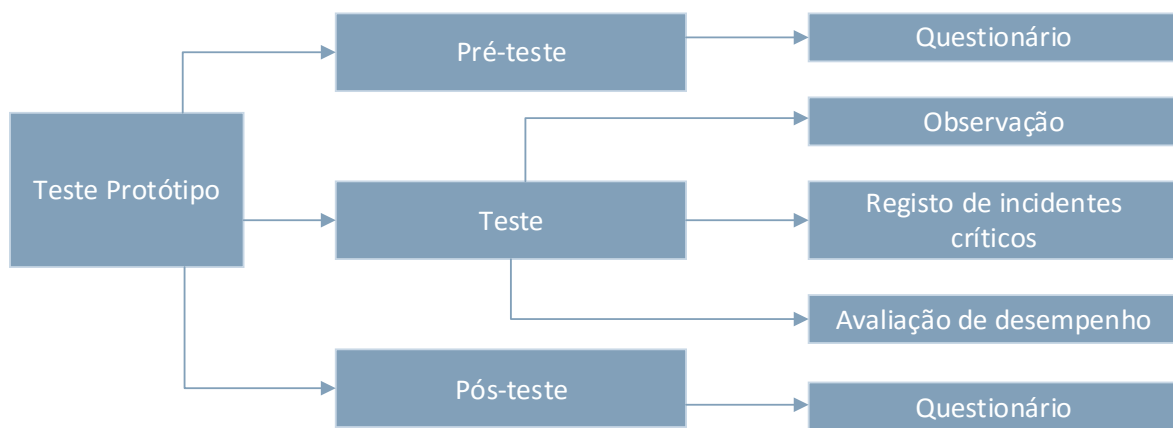 Teste Protótipo
Pré-teste
Questionário
Teste
Observação
Registo de incidentes
críticos
Avaliação de desempenho
Pós-teste
Questionário